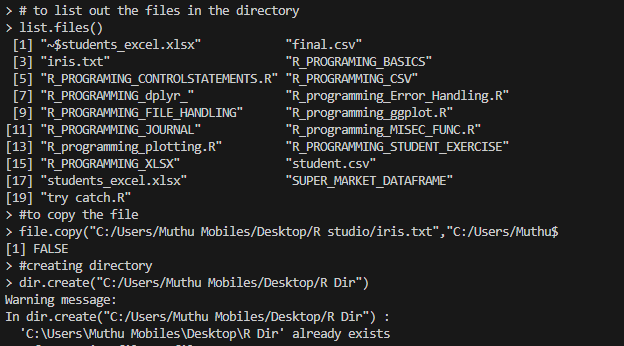 > # to list out the files in the directory
> list.files()
 [1] "~$students_excel.xlsx"           "final.csv"
 [3] "iris.txt"                        "R_PROGRAMING_BASICS"
 [5] "R_PROGRAMING_CONTROLSTATEMENTS.R" "R_PROGRAMMING_CSV"
 [7] "R_PROGRAMMING_dplyr_"            "R_programming_Error_Handling.R"
 [9] "R_PROGRAMMING_FILE_HANDLING"     "R_programming_ggplot.R"
[11] "R_PROGRAMMING_JOURNAL"           "R_programming_MISEC_FUNC.R"
[13] "R_programming_plotting.R"        "R_PROGRAMMING_STUDENT_EXERCISE"
[15] "R_PROGRAMMING_XLSX"              "student.csv"
[17] "students_excel.xlsx"             "SUPER_MARKET_DATAFRAME"
[19] "try catch.R"
> #to copy the file
> file.copy("C:/Users/Muthu Mobiles/Desktop/R studio/iris.txt","C:/Users/Muthu$
[1] FALSE
> #creating directory
> dir.create("C:/Users/Muthu Mobiles/Desktop/R Dir")
Warning message:
In dir.create("C:/Users/Muthu Mobiles/Desktop/R Dir") :
  'C:\Users\Muthu Mobiles\Desktop\R Dir' already exists